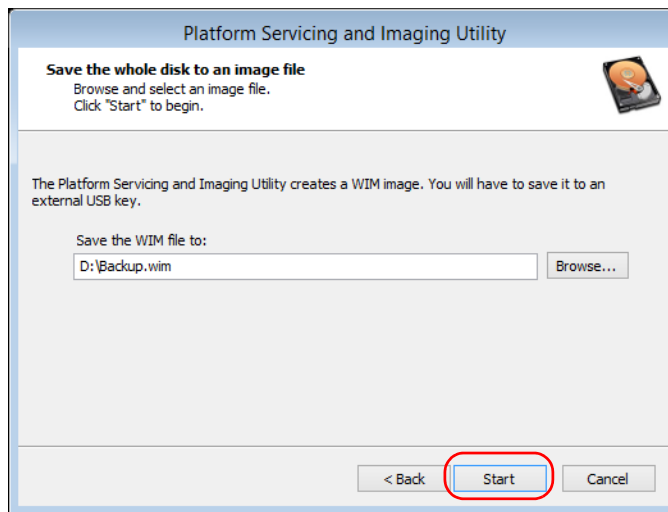 Platform Servicing and Imaging Utility
Save the whole disk to an image file
Browse and select an image file.
Click "Start" to begin.
The Platform Servicing and Imaging Utility creates a WIM image. You will have to save it to an
external USB key.
Save the WIM file to:
D:\Backup.wim
Browse...
< Back
Start
Cancel